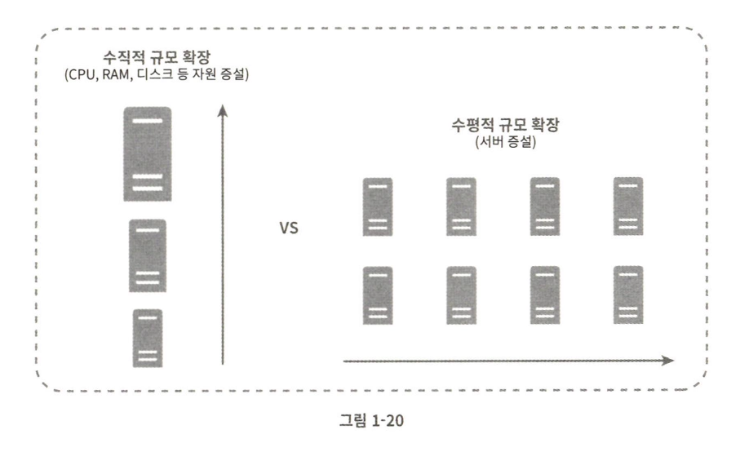 수직적 규모 확장
(CPU, RAM, 디스크 등 자원 증설)
수평적 규모 확장
(서버 증설)
VS
그림 1-20